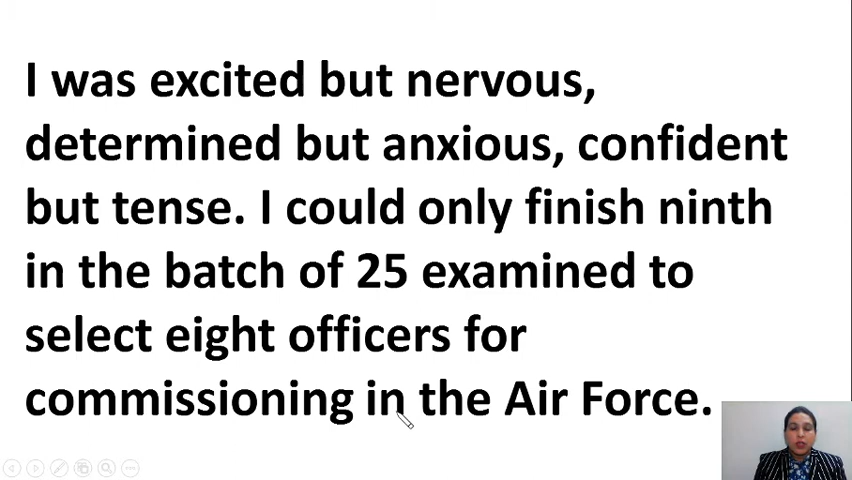 I was excited but nervous,
determined but anxious, confident
but tense. I could only finish ninth
in the batch of 25 examined to
select eight officers for
commissioning in the Air Force.